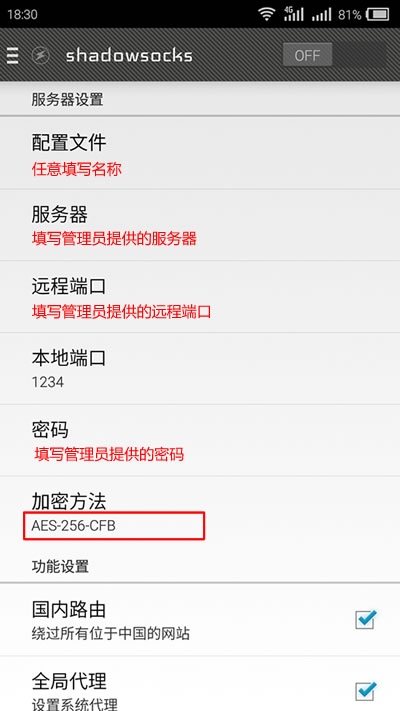 18:30
4G
81%
shadowsocks
OFF
服务器设置
配置文件
任意填写名称
服务器
填写管理员提供的服务器
远程端口
填写管理员提供的远程端口
本地端口
1234
密码
填写管理员提供的密码
加密方法
AES-256-CFB
功能设置
国内路由
绕过所有位于中国的网站
全局代理
设置系统代理